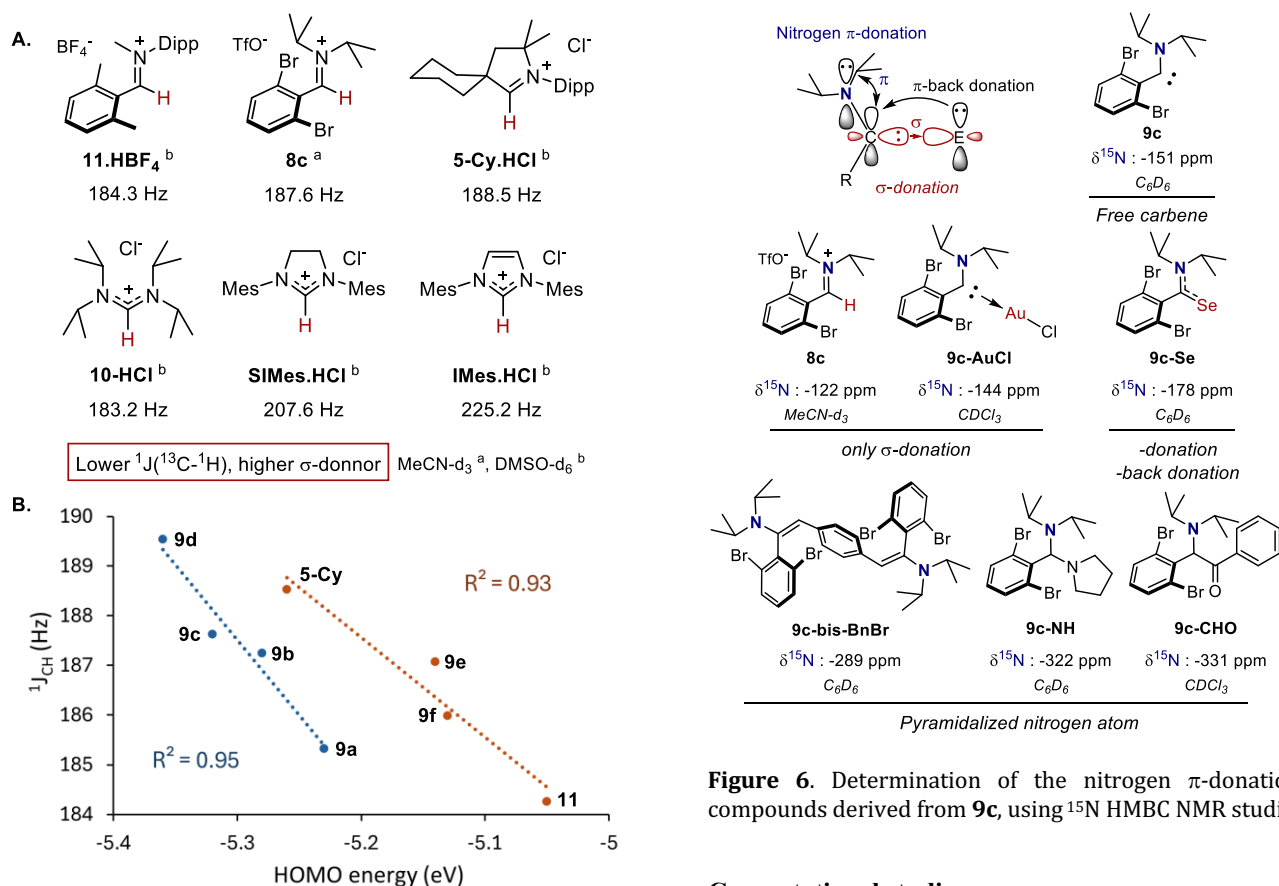 A.
BF₄⁻
N
+
Dipp
H
11.HBF₄ ᵇ
184.3 Hz
TfO⁻
Br
N
+
H
Br
8c ᵃ
187.6 Hz
Cl⁻
N
+
Dipp
H
5-Cy.HCl ᵇ
188.5 Hz
Cl⁻
N
+
N
H
10-HCl ᵇ
183.2 Hz
Cl⁻
Mes
N
+
N
Mes
H
SIMes.HCl ᵇ
207.6 Hz
Cl⁻
Mes
N
+
N
Mes
H
IMes.HCl ᵇ
225.2 Hz
Lower ¹J(¹³C-¹H), higher σ-donnor
MeCN-d₃ ᵃ, DMSO-d₆ ᵇ
B.
¹J_CH (Hz)
190
189
188
187
186
185
184
9d
9c
9b
9a
5-Cy
9e
9f
11
R² = 0.93
R² = 0.95
-5.4
-5.3
-5.2
-5.1
-5
HOMO energy (eV)
Nitrogen π-donation
N
π
π-back donation
C
σ
E
R
σ-donation
N
Br
Br
9c
δ¹⁵N : -151 ppm
C₆D₆
Free carbene
TfO⁻
N
+
Br
H
Br
8c
δ¹⁵N : -122 ppm
MeCN-d₃
N
Br
Br
Au
Cl
9c-AuCl
δ¹⁵N : -144 ppm
CDCl₃
only σ-donation
N
+
Br
Se
Br
9c-Se
δ¹⁵N : -178 ppm
C₆D₆
-donation
-back donation
N
Br
Br
Br
Br
N
9c-bis-BnBr
δ¹⁵N : -289 ppm
C₆D₆
N
Br
N
Br
9c-NH
δ¹⁵N : -322 ppm
C₆D₆
N
Br
Br
O
9c-CHO
δ¹⁵N : -331 ppm
CDCl₃
Pyramidalized nitrogen atom
Figure 6. Determination of the nitrogen π-donatio
compounds derived from 9c, using ¹⁵N HMBC NMR studi